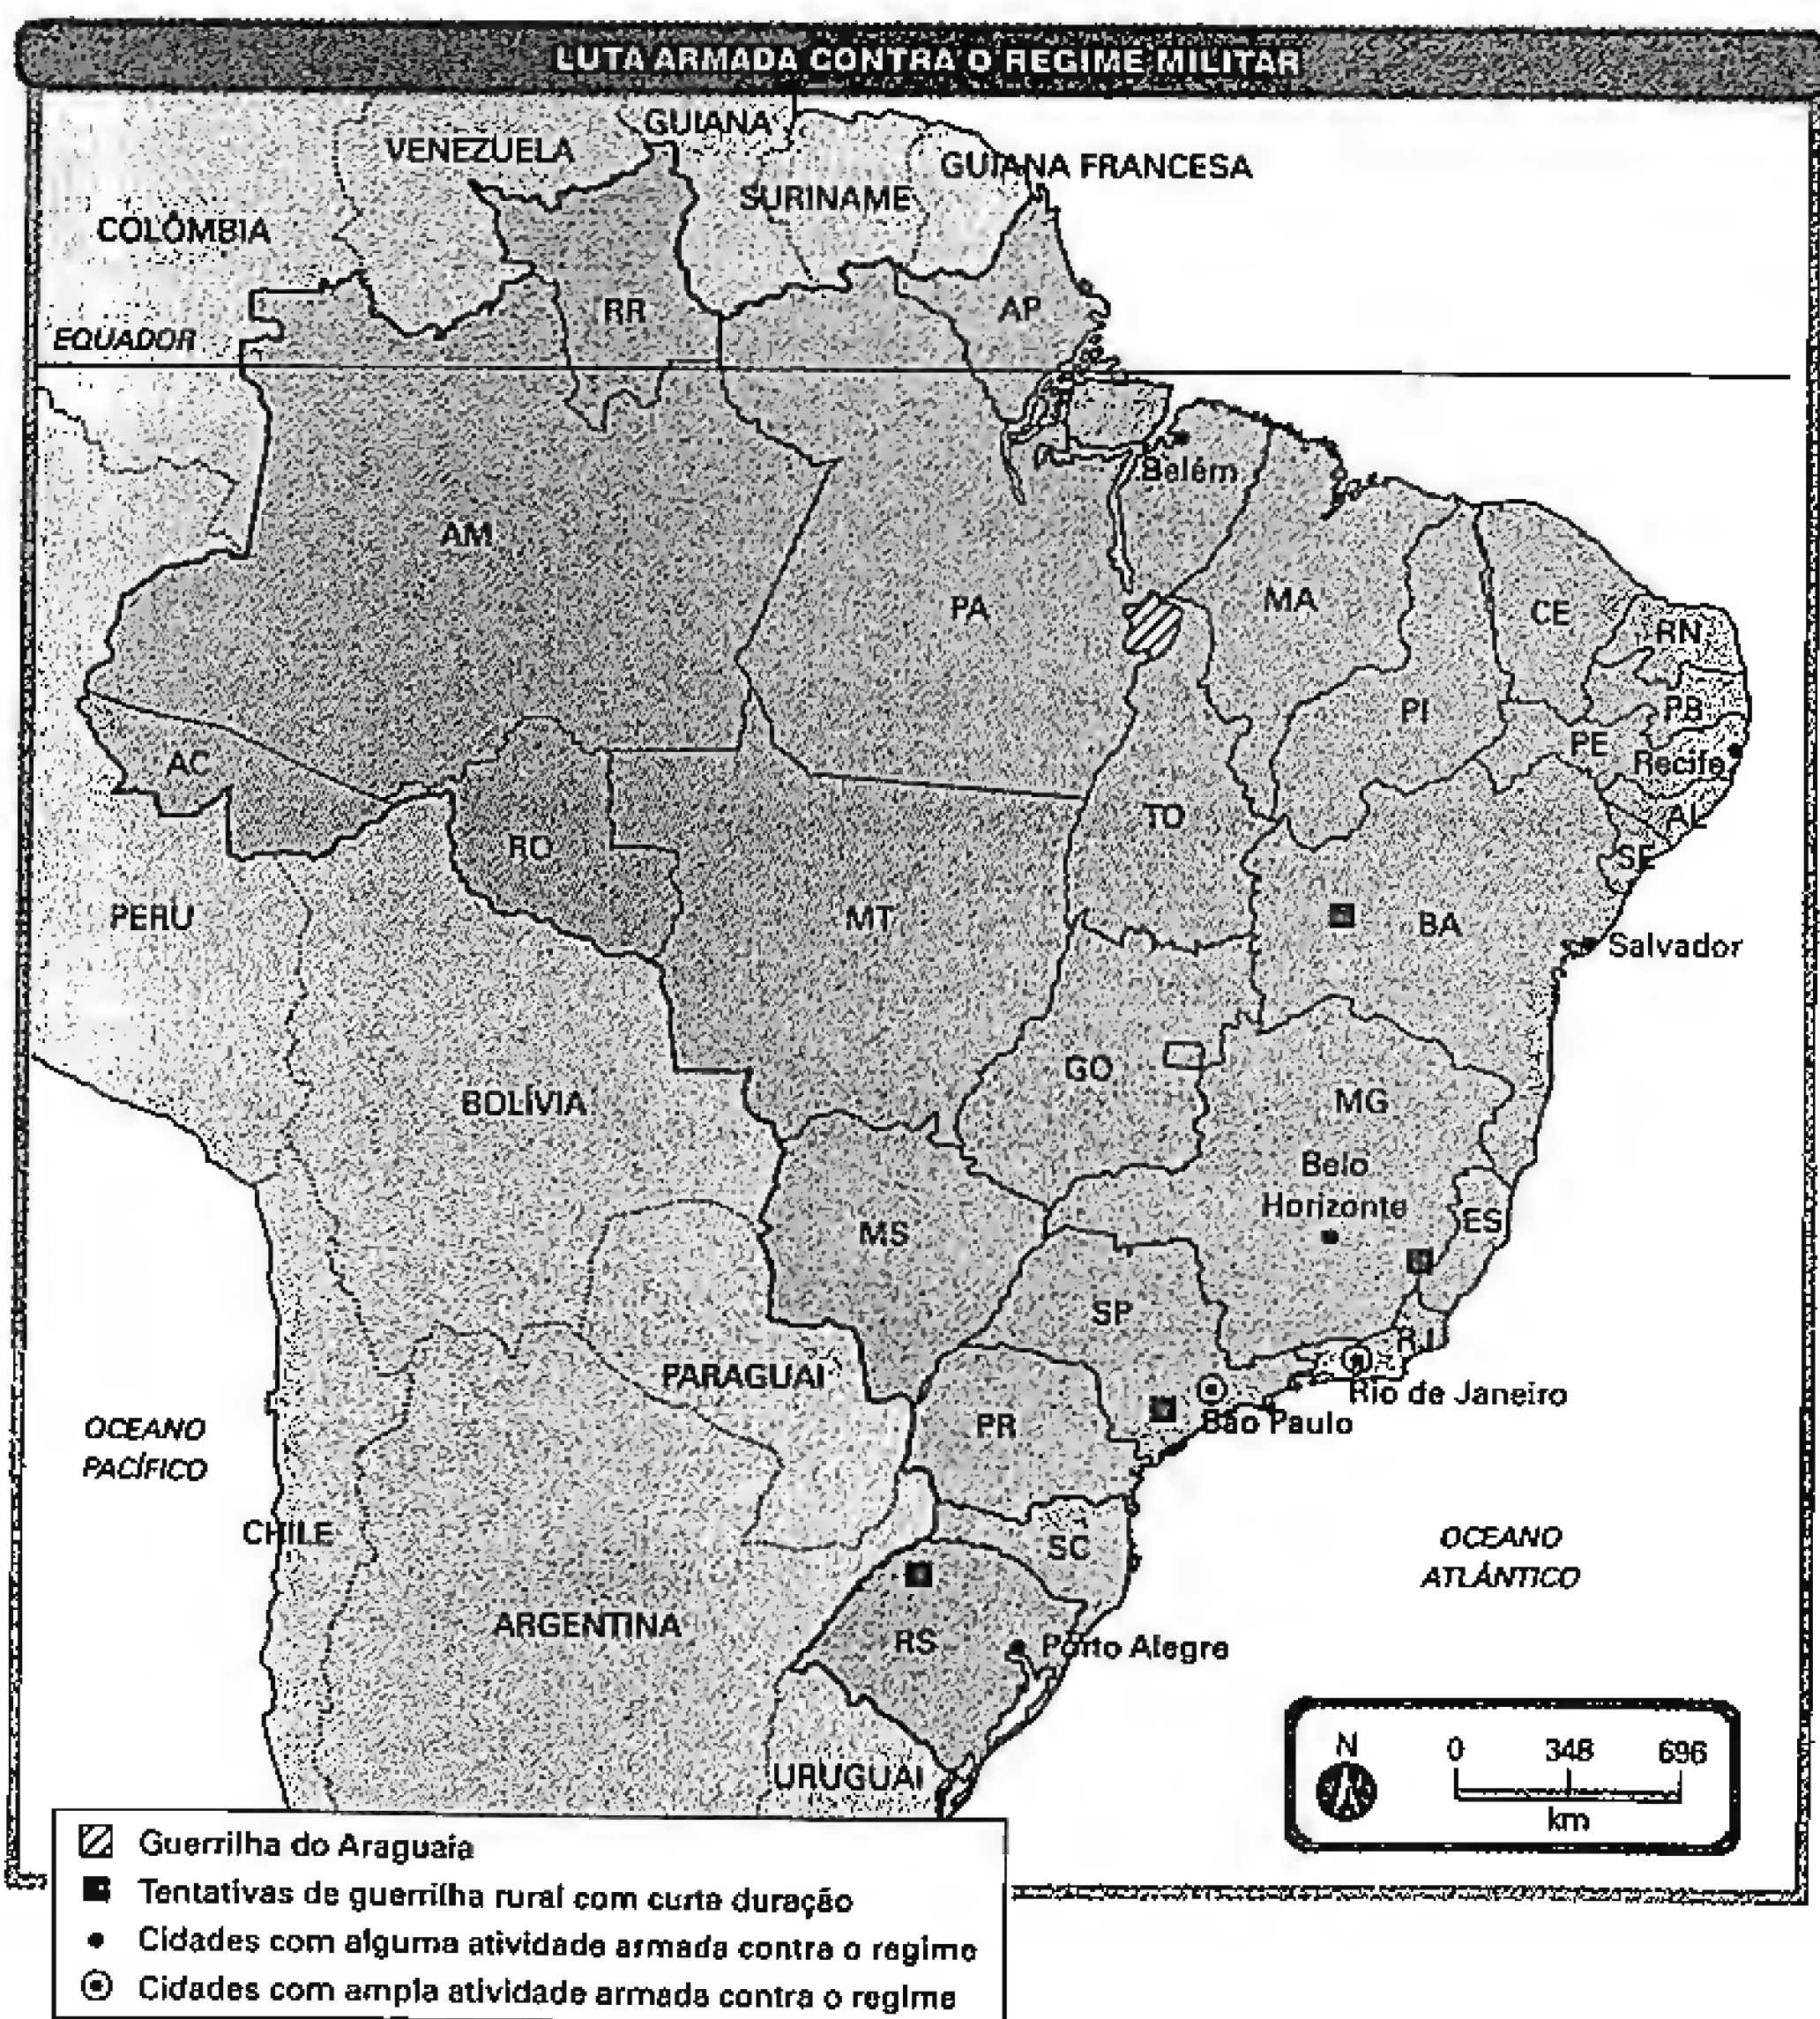 LUTA ARMADA CONTRA O REGIME MILITAR
GUIANA
VENEZUELA
GUIANA FRANCESA
SURINAME
COLÔMBIA
RR
AP
EQUADOR
Belém
AM
PA
MA
CE
RN
PI
PB
PE
Recife
AC
TO
AL
RO
SE
PERU
MT
BA
Salvador
GO
BOLÍVIA
MG
Belo
Horizonte
MS
ES
SP
RJ
PARAGUAI
Rio de Janeiro
São Paulo
PR
OCEANO
PACÍFICO
CHILE
SC
OCEANO
ATLÂNTICO
ARGENTINA
RS
Porto Alegre
URUGUAI
N
0 348 696
km
Guerrilha do Araguaia
Tentativas de guerrilha rural com curta duração
Cidades com alguma atividade armada contra o regime
Cidades com ampla atividade armada contra o regime